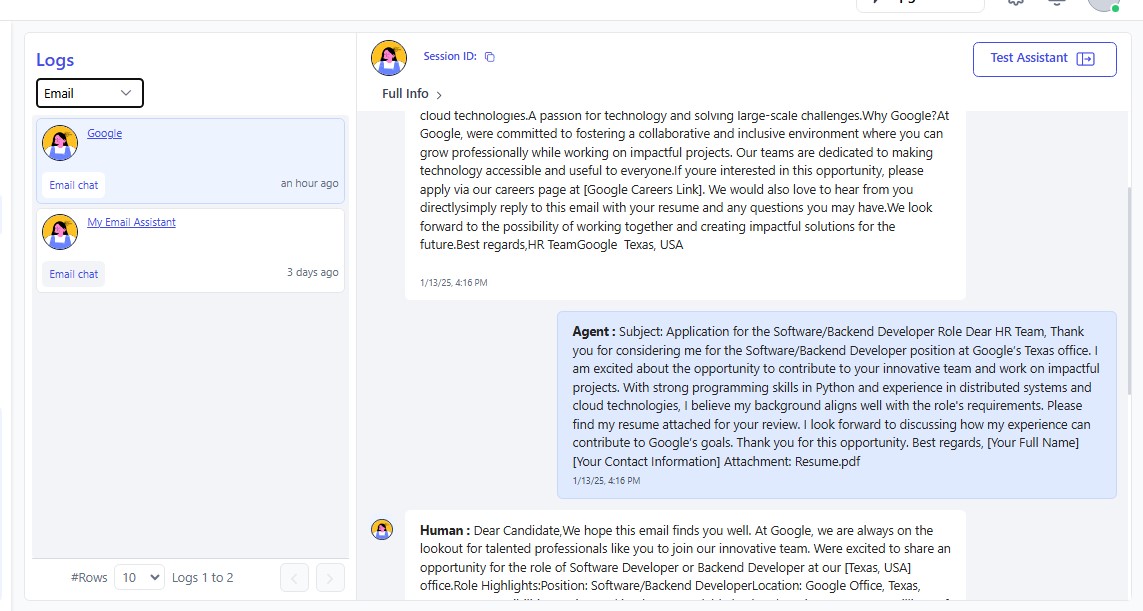 Logs
Email
Google
Email chat
an hour ago
My Email Assistant
Email chat
3 days ago
#Rows 10 Logs 1 to 2
Session ID:
Test Assistant
Full Info
cloud technologies.A passion for technology and solving large-scale challenges.Why Google?At
Google, were committed to fostering a collaborative and inclusive environment where you can
grow professionally while working on impactful projects. Our teams are dedicated to making
technology accessible and useful to everyone.If youre interested in this opportunity, please
apply via our careers page at [Google Careers Link]. We would also love to hear from you
directlysimply reply to this email with your resume and any questions you may have.We look
forward to the possibility of working together and creating impactful solutions for the
future.Best regards,HR TeamGoogle Texas, USA
1/13/25, 4:16 PM
Agent : Subject: Application for the Software/Backend Developer Role Dear HR Team, Thank
you for considering me for the Software/Backend Developer position at Google's Texas office. I
am excited about the opportunity to contribute to your innovative team and work on impactful
projects. With strong programming skills in Python and experience in distributed systems and
cloud technologies, I believe my background aligns well with the role's requirements. Please
find my resume attached for your review. I look forward to discussing how my experience can
contribute to Google's goals. Thank you for this opportunity. Best regards, [Your Full Name]
[Your Contact Information] Attachment: Resume.pdf
1/13/25, 4:16 PM
Human : Dear Candidate,We hope this email finds you well. At Google, we are always on the
lookout for talented professionals like you to join our innovative team. Were excited to share an
opportunity for the role of Software Developer or Backend Developer at our [Texas, USA]
office.Role Highlights:Position: Software/Backend DeveloperLocation: Google Office, Texas,